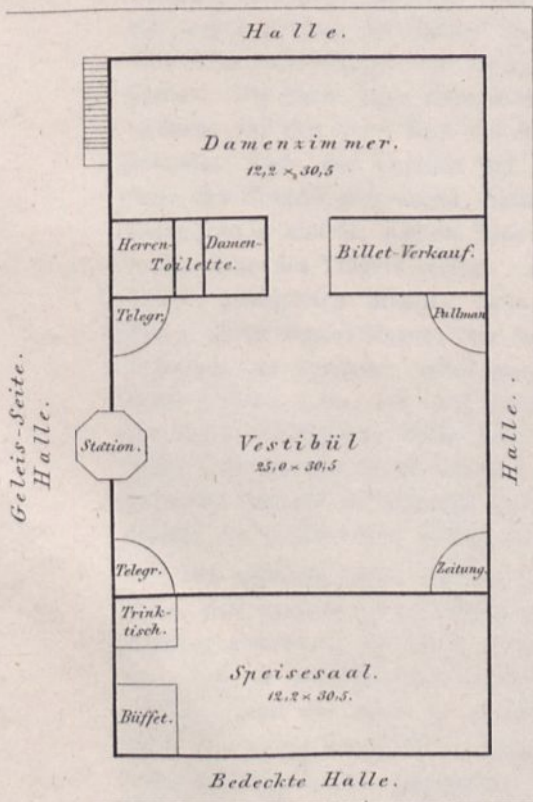 Halle.
Damenzimmer.
12,2 × 30,5
Herren- Damen-
Toilette.
Billet-Verkauf.
Telegr.
Pullman
Geleis-Seite.
Halle.
Station.
Vestibül
25,0 × 30,5
Halle.
Telegr.
Zeitung.
Trink-
tisch.
Speisesaal.
12,2 × 30,5.
Büffet.
Bedeckte Halle.